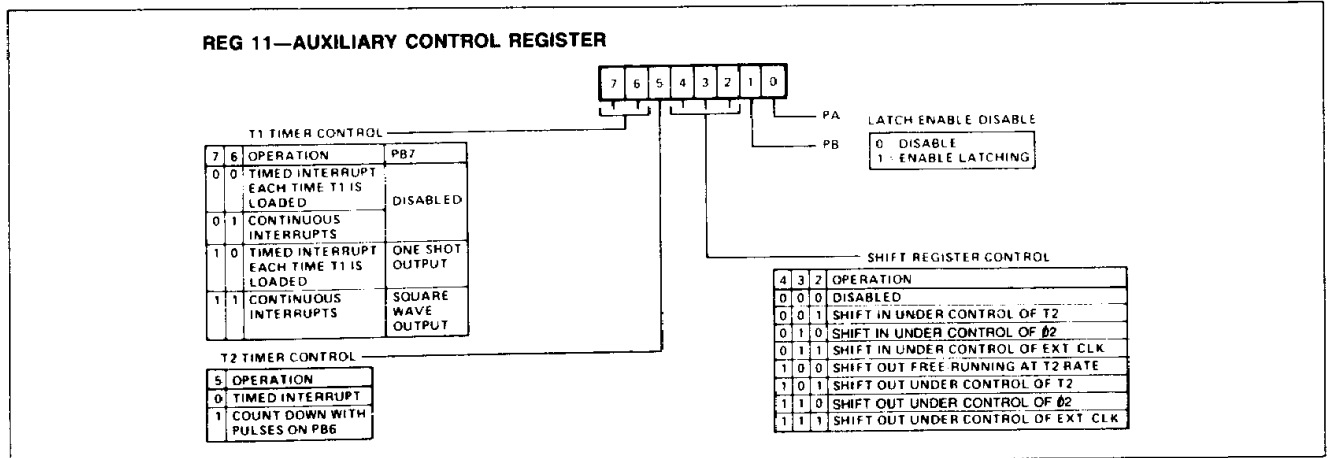 REG 11—AUXILIARY CONTROL REGISTER
7 6 5 4 3 2 1 0
PA
PB
LATCH ENABLE DISABLE
0 DISABLE
1 ENABLE LATCHING
T1 TIMER CONTROL
7 6 OPERATION PB7
0 0 TIMED INTERRUPT
EACH TIME T1 IS
LOADED
DISABLED
0 1 CONTINUOUS
INTERRUPTS
1 0 TIMED INTERRUPT ONE SHOT
EACH TIME T1 IS OUTPUT
LOADED
1 1 CONTINUOUS SQUARE
INTERRUPTS WAVE
OUTPUT
T2 TIMER CONTROL
5 OPERATION
0 TIMED INTERRUPT
1 COUNT DOWN WITH
PULSES ON PB6
SHIFT REGISTER CONTROL
4 3 2 OPERATION
0 0 0 DISABLED
0 0 1 SHIFT IN UNDER CONTROL OF T2
0 1 0 SHIFT IN UNDER CONTROL OF Ø2
0 1 1 SHIFT IN UNDER CONTROL OF EXT CLK
1 0 0 SHIFT OUT FREE RUNNING AT T2 RATE
1 0 1 SHIFT OUT UNDER CONTROL OF T2
1 1 0 SHIFT OUT UNDER CONTROL OF Ø2
1 1 1 SHIFT OUT UNDER CONTROL OF EXT CLK